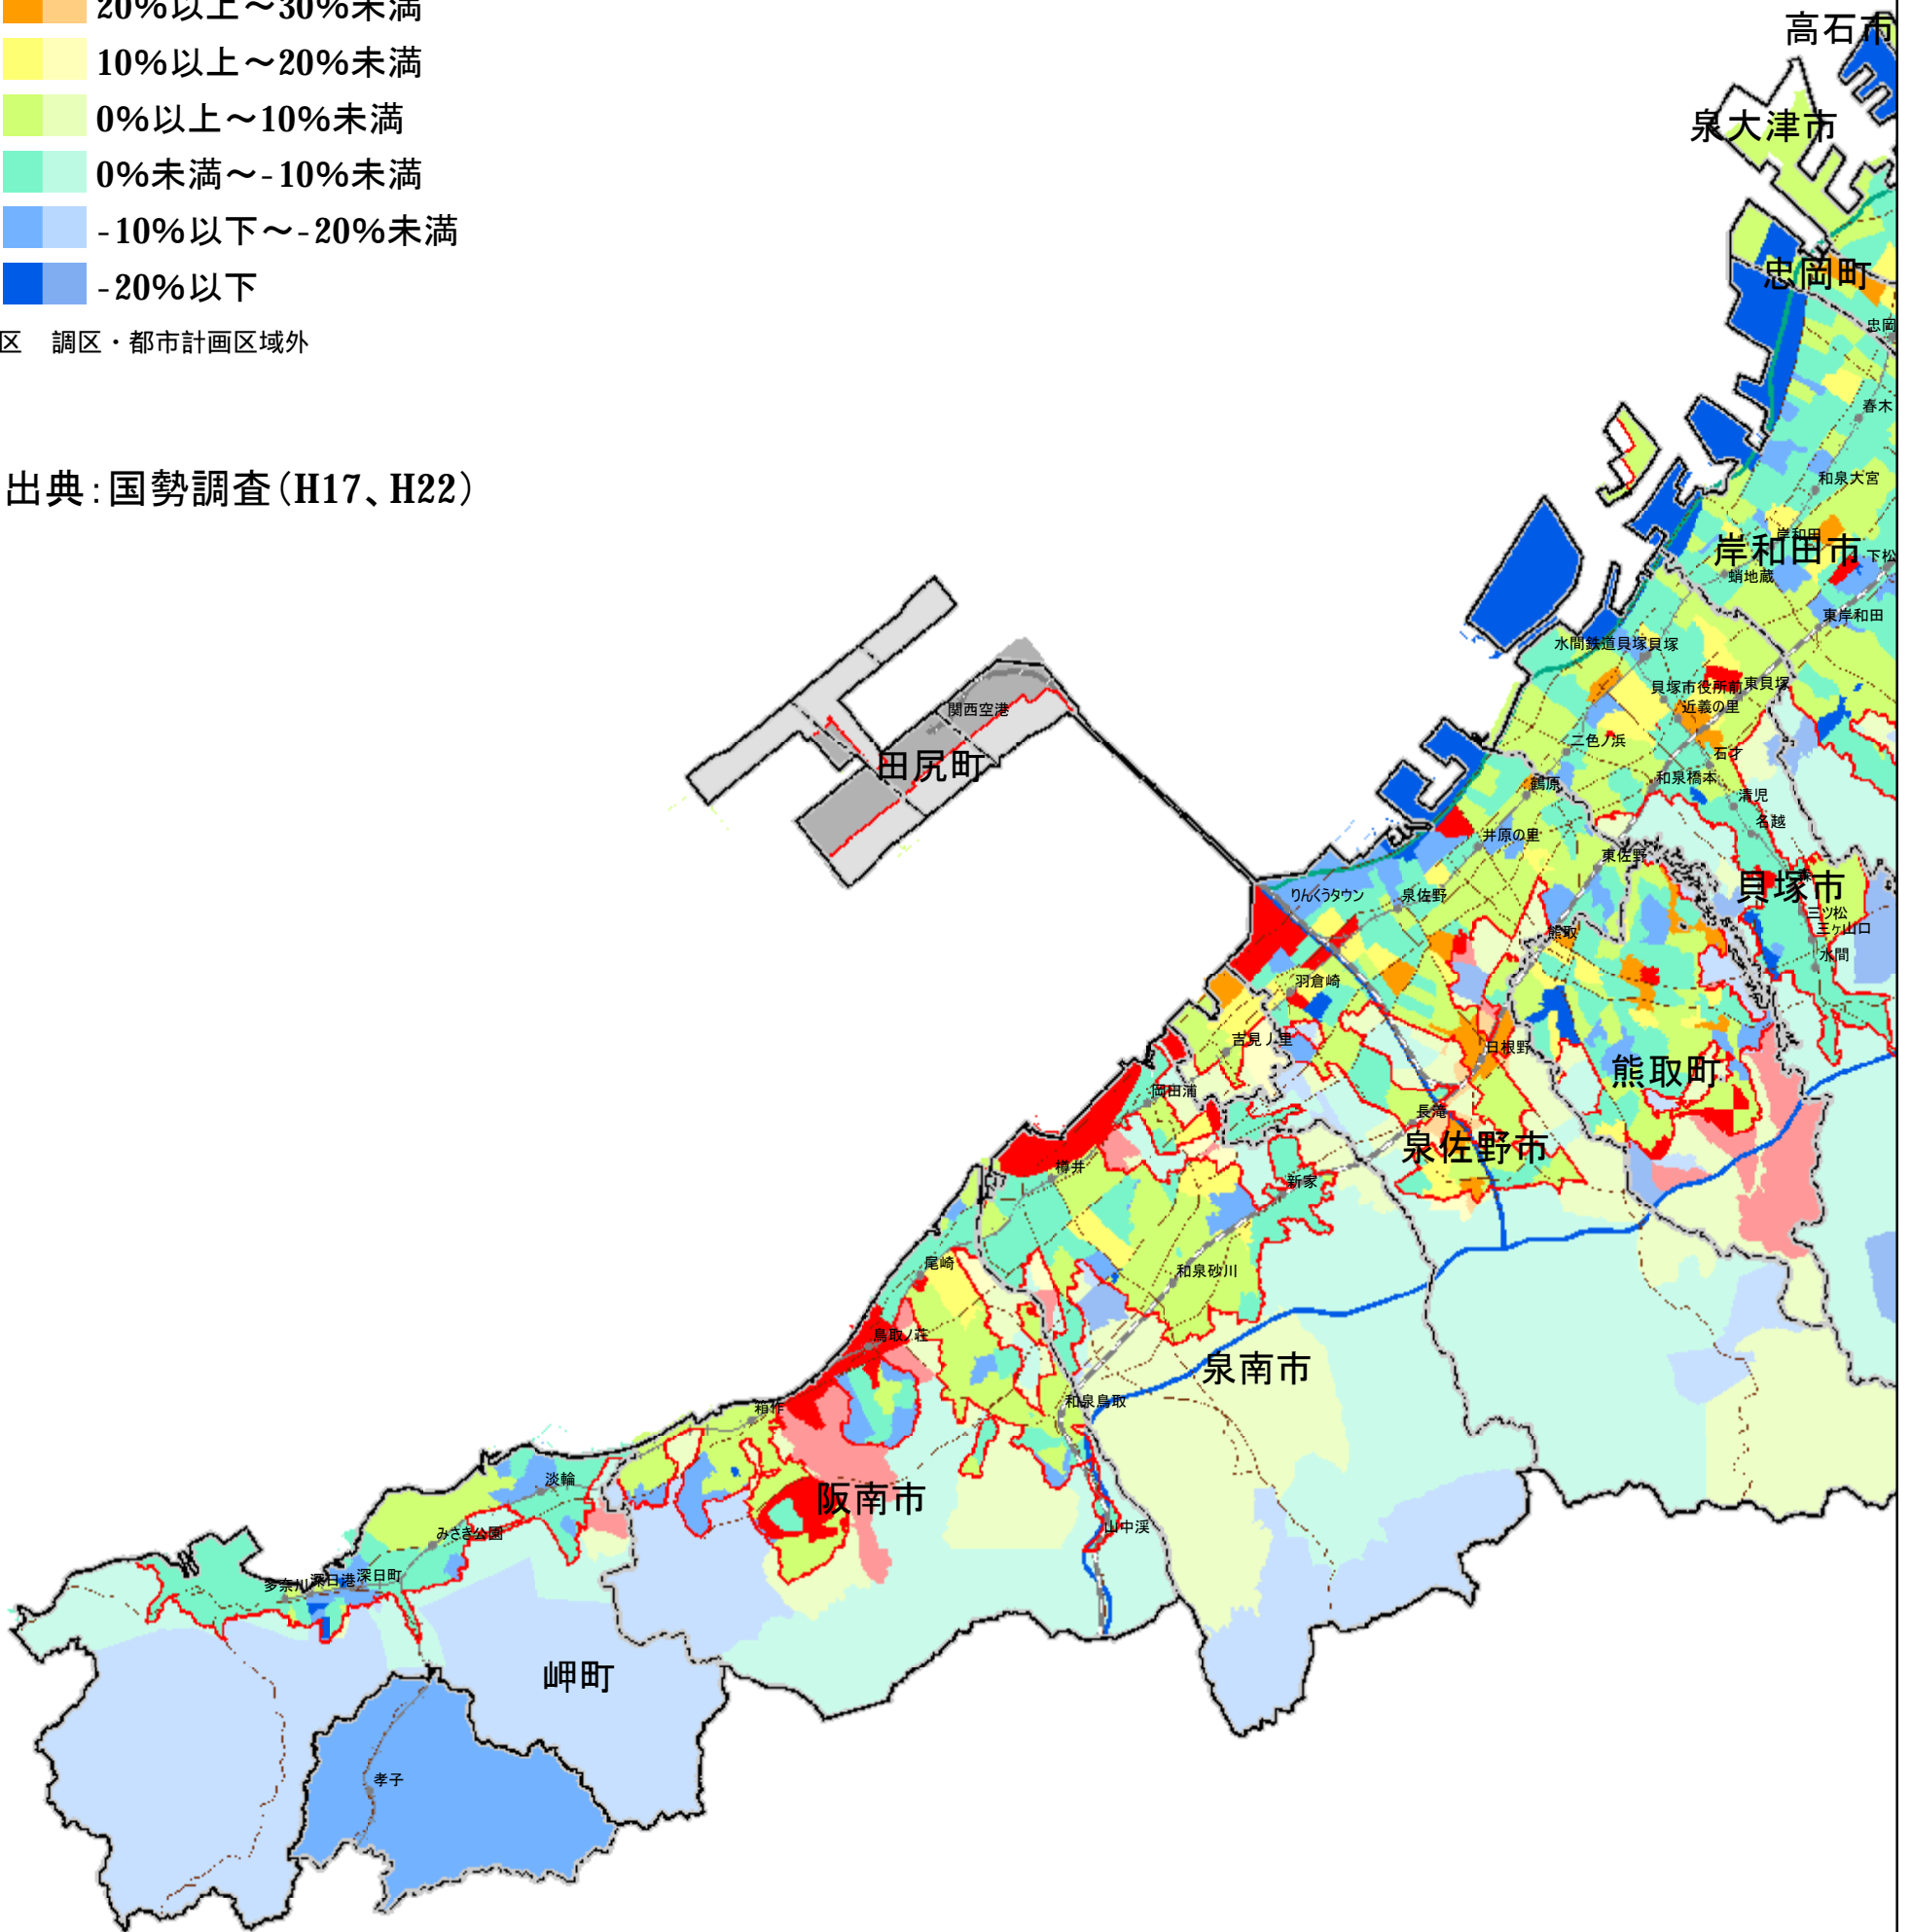 20%以上～30%未満
10%以上～20%未満
0%以上～10%未満
0%未満～-10%未満
-10%以下～-20%未満
-20%以下
区　調区・都市計画区域外
出典：国勢調査（H17、H22）
高石市
泉大津市
忠岡町
忠岡
春木
和泉大宮
岸和田
岸和田市
下松
蛸地蔵
東岸和田
水間鉄道貝塚
貝塚
貝塚市役所前
東貝塚
近義の里
二色ノ浜
石才
和泉橋本
鶴原
清児
名越
井原の里
東佐野
貝塚市
森
三ツ松
三ヶ山口
水間
関西空港
田尻町
りんくうタウン
泉佐野
熊取
羽倉崎
吉見ノ里
日根野
熊取町
岡田浦
長滝
泉佐野市
樽井
新家
尾崎
和泉砂川
鳥取ノ荘
泉南市
和泉鳥取
箱作
淡輪
阪南市
山中渓
みさき公園
多奈川
深日港
深日町
岬町
孝子